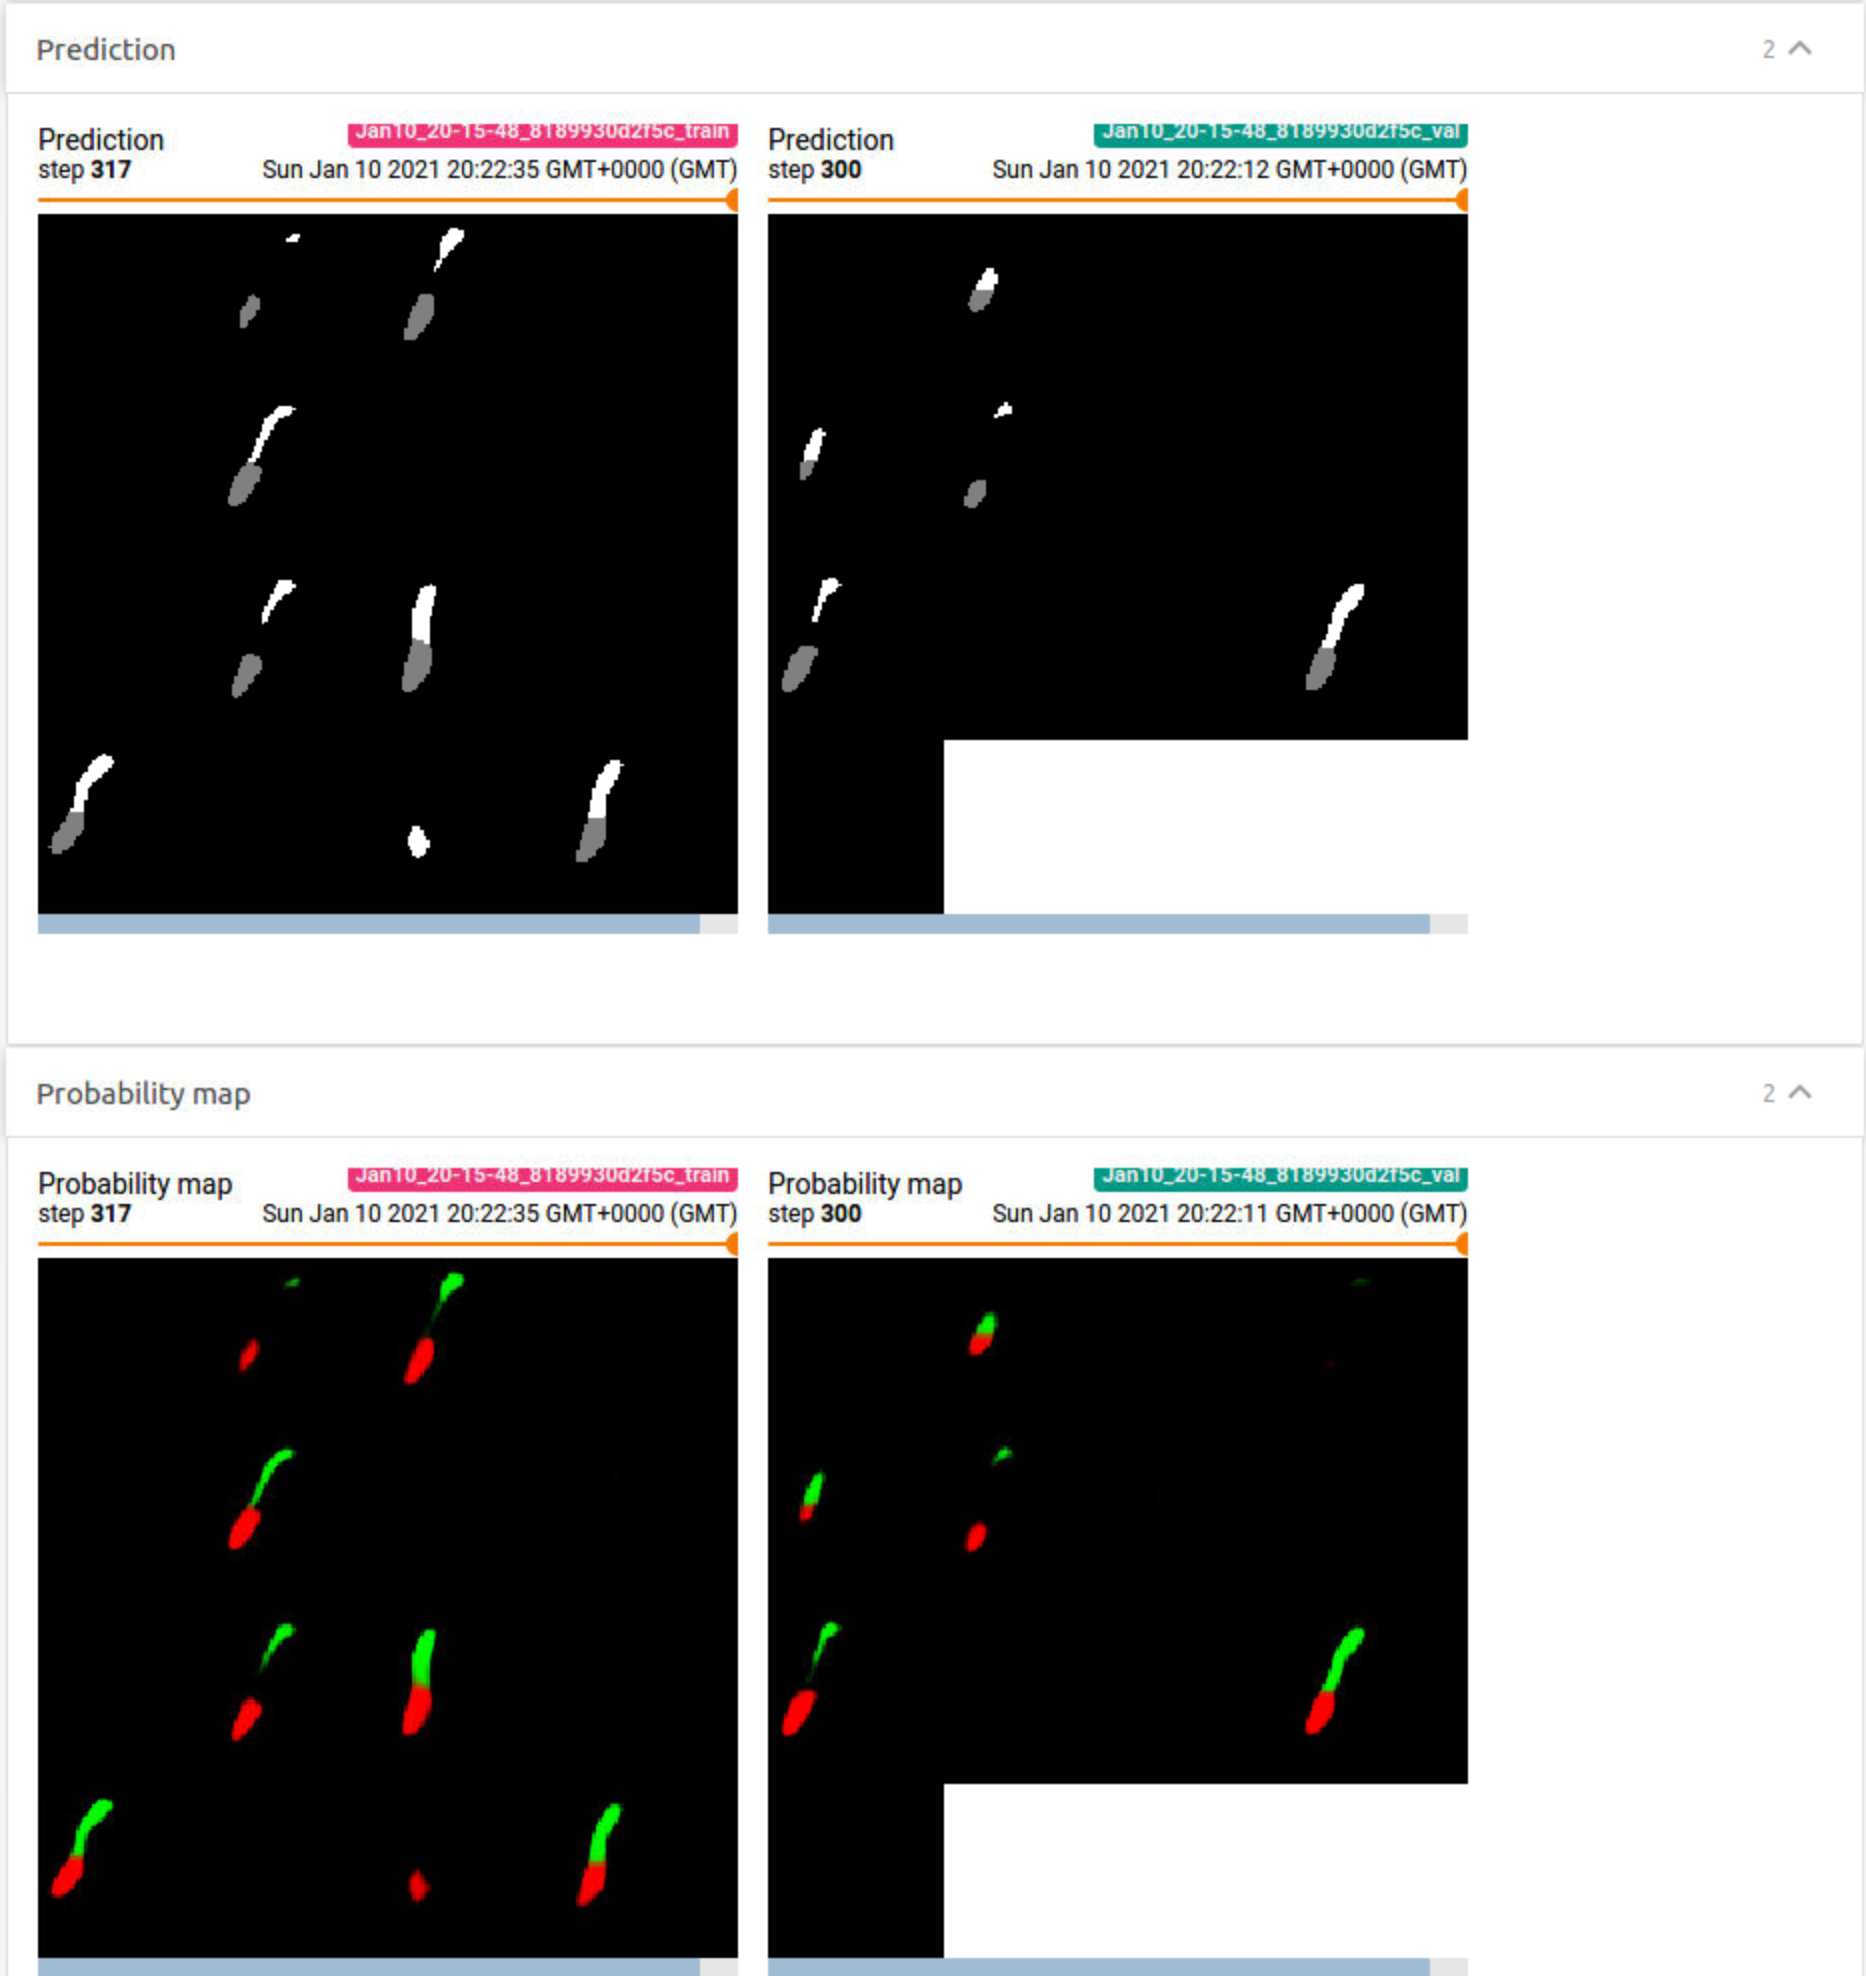 Prediction
2
Prediction
Jan10_20-15-48_8189930d2f5c_train
step 317
Sun Jan 10 2021 20:22:35 GMT+0000 (GMT)
Prediction
Jan10_20-15-48_8189930d2f5c_val
step 300
Sun Jan 10 2021 20:22:12 GMT+0000 (GMT)
Probability map
2
Probability map
Jan10_20-15-48_8189930d2f5c_train
step 317
Sun Jan 10 2021 20:22:35 GMT+0000 (GMT)
Probability map
Jan10_20-15-48_8189930d2f5c_val
step 300
Sun Jan 10 2021 20:22:11 GMT+0000 (GMT)